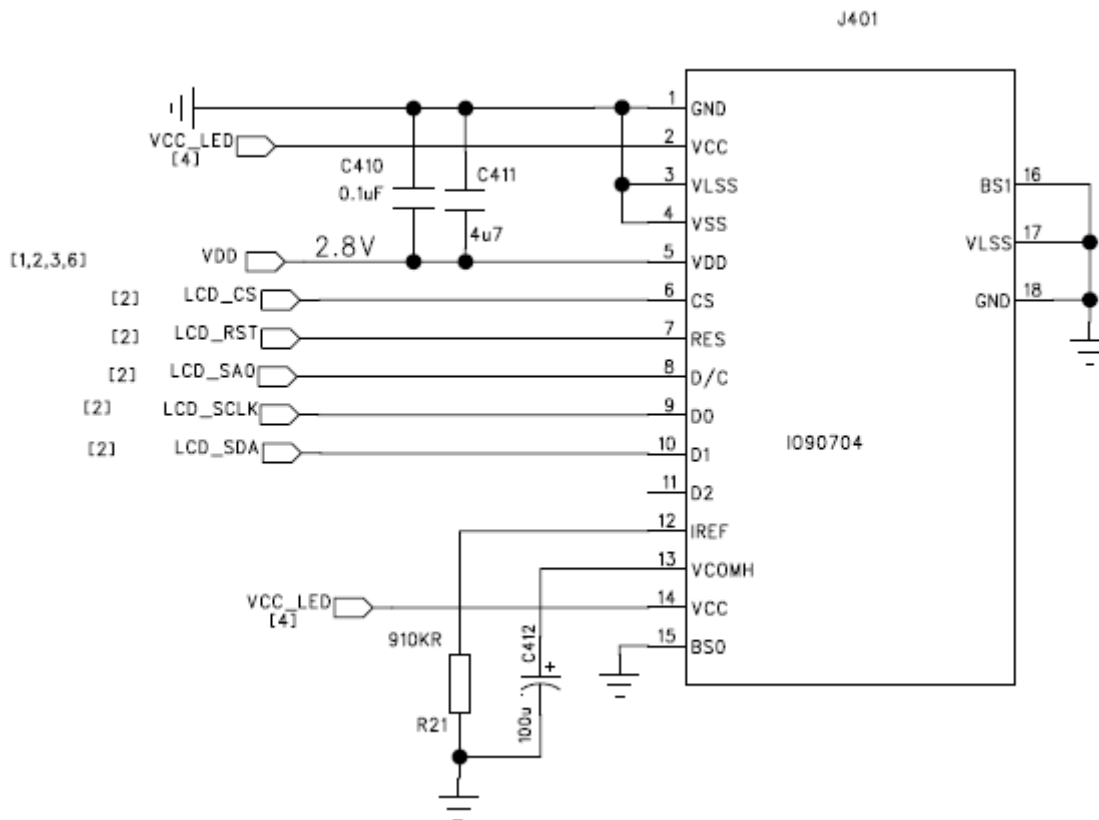 J401
1 GND
VCC_LED
[4]
2 VCC
C410
0.1uF
C411
4u7
3 VLSS
4 VSS
BS1 16
VLSS 17
GND 18
[1,2,3,6] VDD 2.8V 5 VDD
[2] LCD_CS 6 CS
[2] LCD_RST 7 RES
[2] LCD_SA0 8 D/C
[2] LCD_SCLK 9 D0
[2] LCD_SDA 10 D1
IO90704
11 D2
12 IREF
13 VCOMH
VCC_LED
[4]
14 VCC
15 BS0
910KR
R21
C412
+
100u